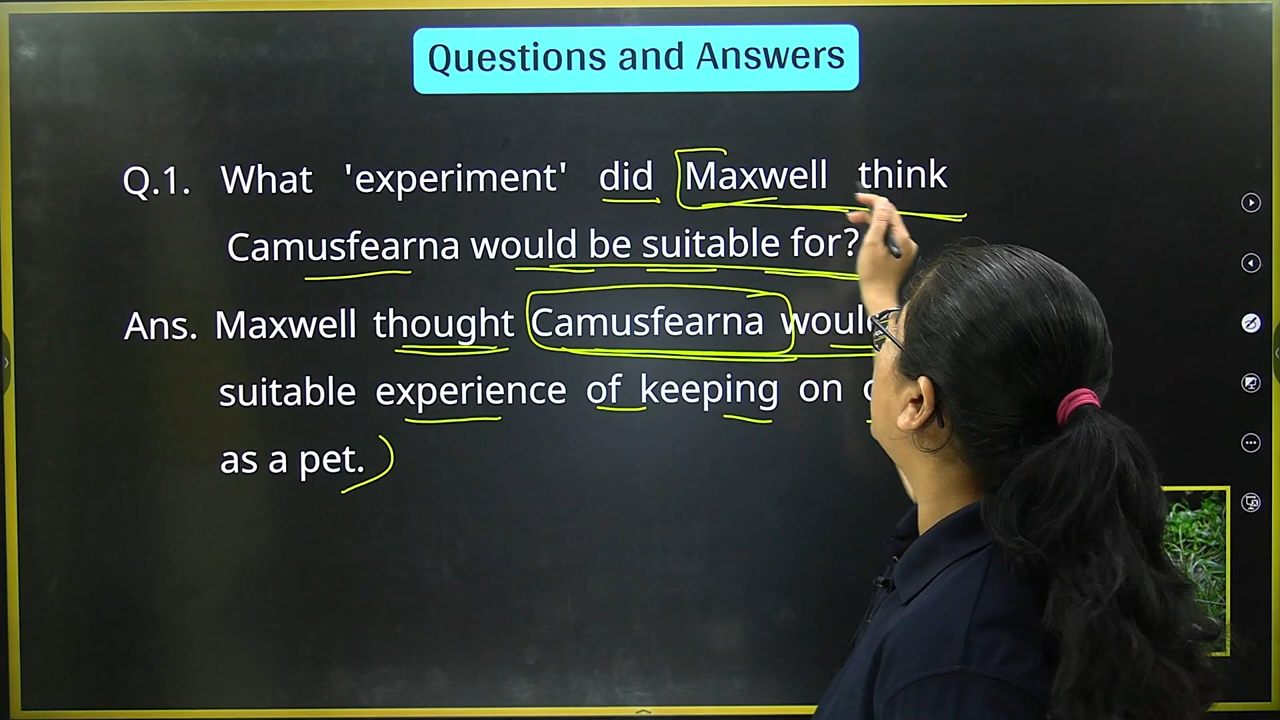 Questions and Answers
Q.1. What 'experiment' did Maxwell think
Camusfearna would be suitable for?
Ans. Maxwell thought Camusfearna
suitable experience of keeping on
as a pet.